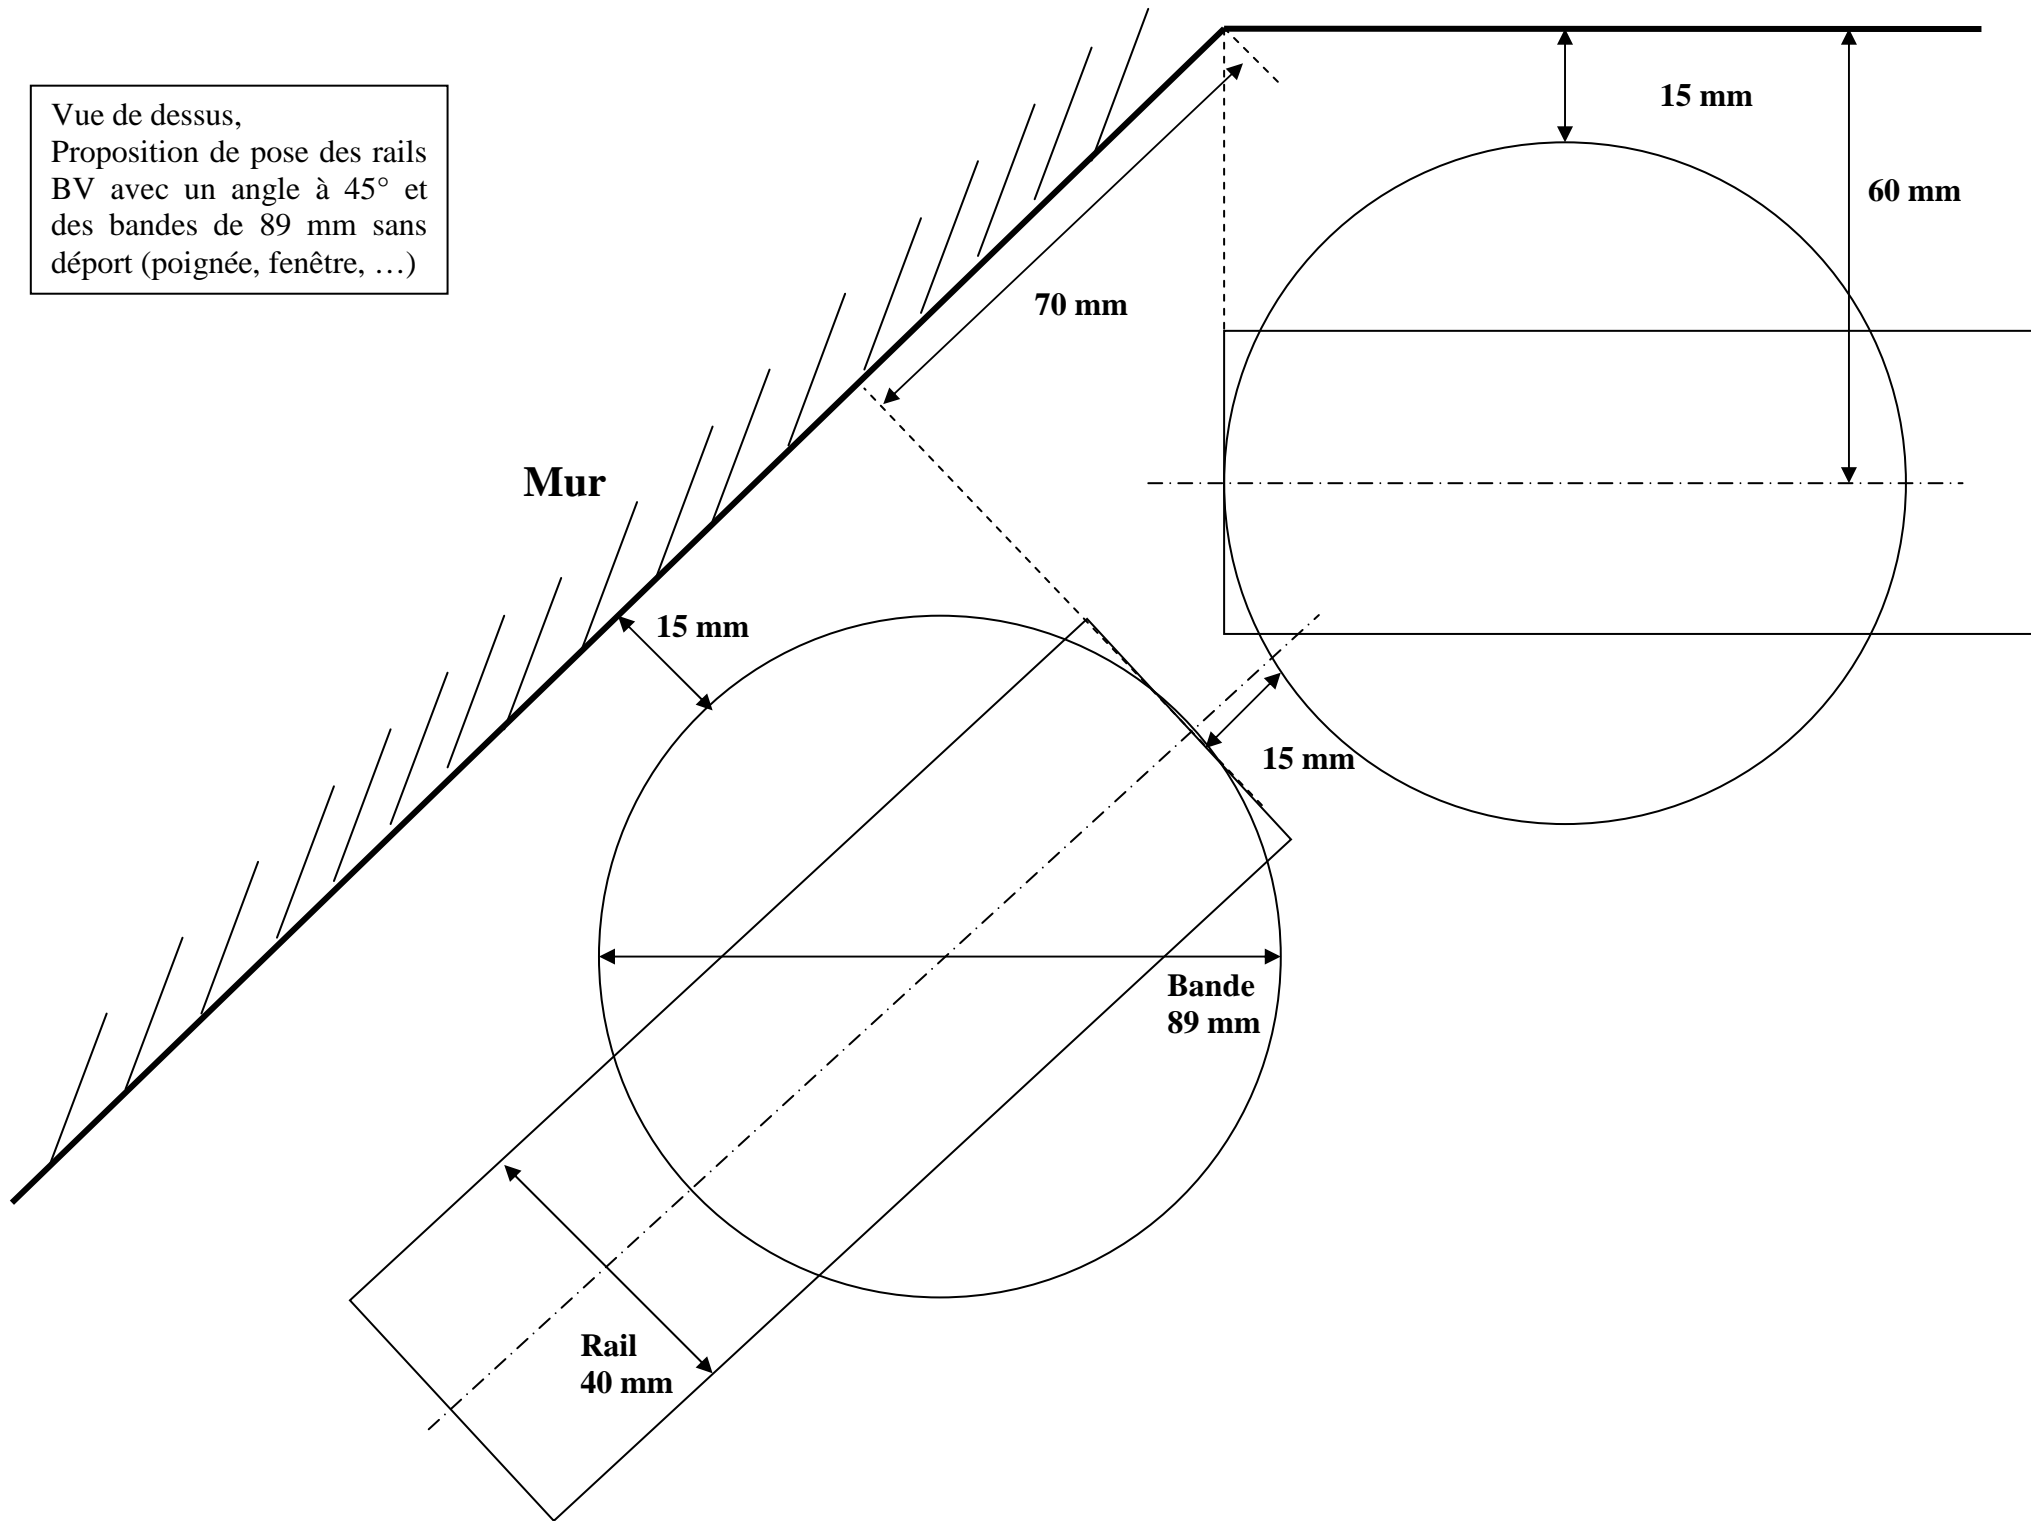 Vue de dessus,
Proposition de pose des rails
BV avec un angle à 45° et
des bandes de 89 mm sans
déport (poignée, fenêtre, …)
15 mm
60 mm
70 mm
Mur
15 mm
15 mm
Bande
89 mm
Rail
40 mm